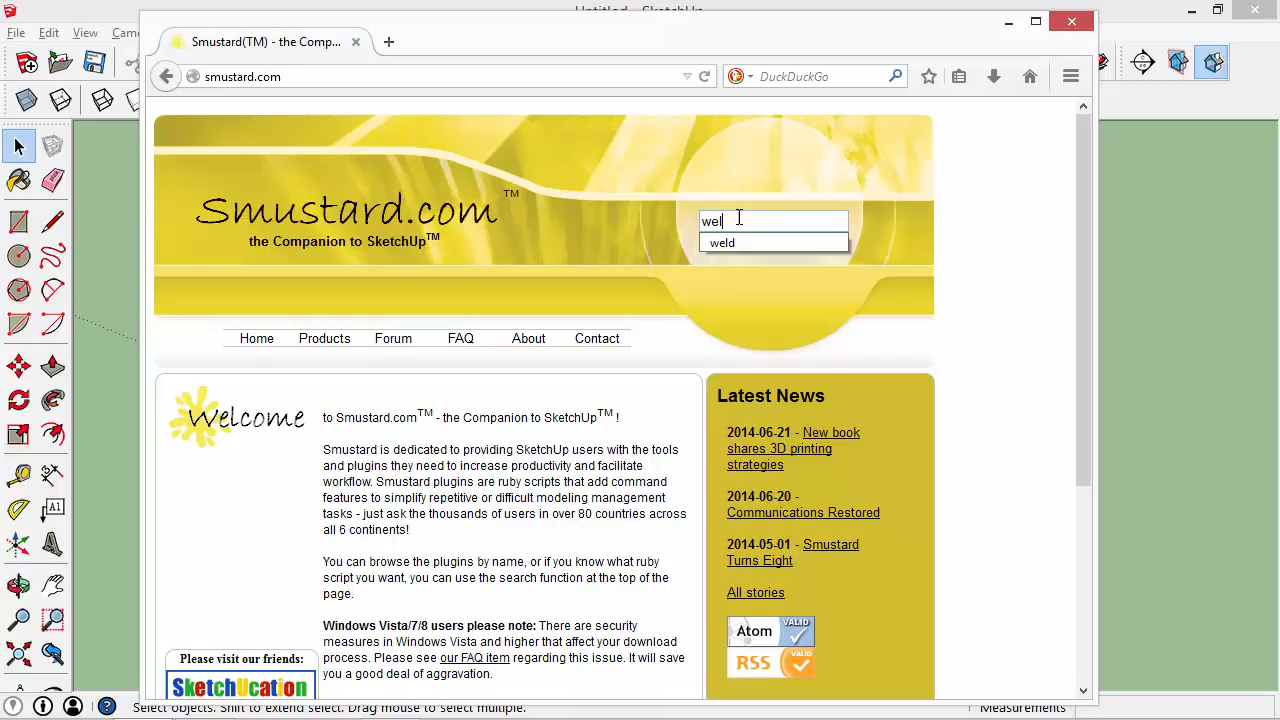 Untitled - SketchUp
File Edit View Came
Smustard(TM) - the Comp...
smustard.com
DuckDuckGo
Smustard.com TM
the Companion to SketchUp TM
wel
weld
Home Products Forum FAQ About Contact
Welcome
to Smustard.com TM - the Companion to SketchUp TM !
Smustard is dedicated to providing SketchUp users with the tools
and plugins they need to increase productivity and facilitate
workflow. Smustard plugins are ruby scripts that add command
features to simplify repetitive or difficult modeling management
tasks - just ask the thousands of users in over 80 countries across
all 6 continents!
You can browse the plugins by name, or if you know what ruby
script you want, you can use the search function at the top of the
page.
Windows Vista/7/8 users please note: There are security
measures in Windows Vista and higher that affect your download
process. Please see our FAQ item regarding this issue. It will save
you a good deal of aggravation.
Please visit our friends:
SketchUcation
Latest News
2014-06-21 - New book
shares 3D printing
strategies
2014-06-20 -
Communications Restored
2014-05-01 - Smustard
Turns Eight
All stories
Atom VALID
RSS VALID
A1
Select objects. Shift to extend select. Drag mouse to select multiple.
Measurements